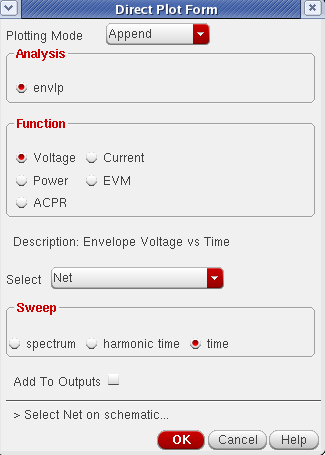 Direct Plot Form
Plotting Mode Append
Analysis
envlp
Function
Voltage Current
Power EVM
ACPR
Description: Envelope Voltage vs Time
Select Net
Sweep
spectrum harmonic time time
Add To Outputs
> Select Net on schematic...
OK Cancel Help